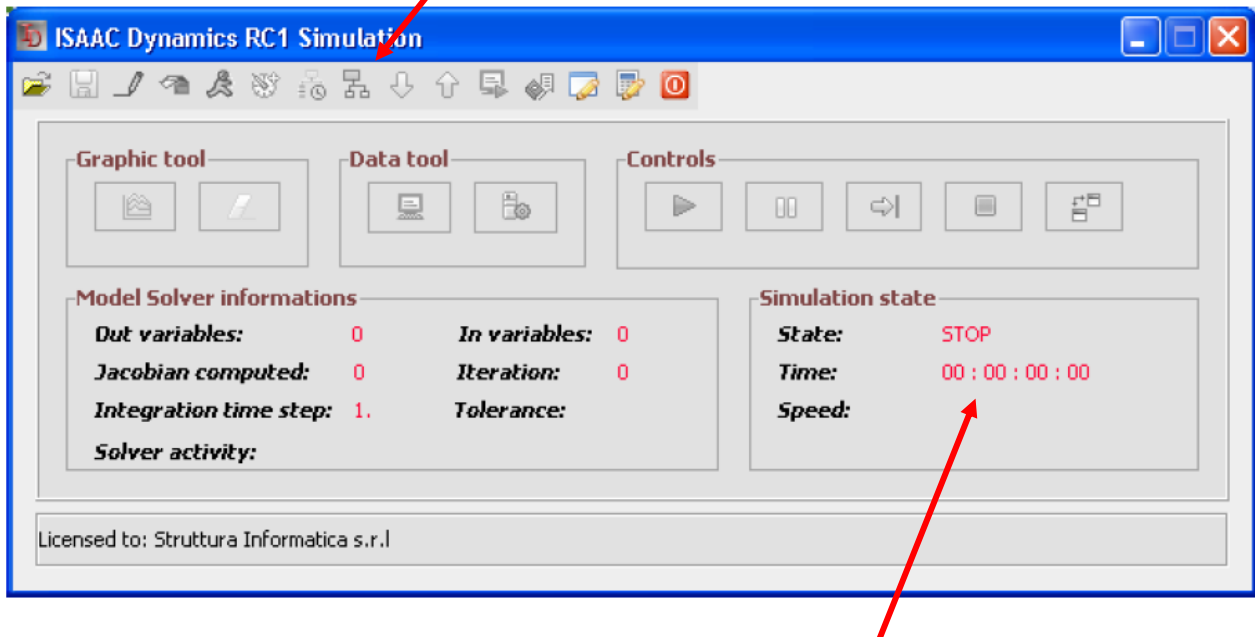 ISAAC Dynamics RC1 Simulation
Graphic tool
Data tool
Controls
Model Solver informations
Out variables: 0 In variables: 0
Jacobian computed: 0 Iteration: 0
Integration time step: 1. Tolerance:
Solver activity:
Simulation state
State: STOP
Time: 00 : 00 : 00 : 00
Speed:
Licensed to: Struttura Informatica s.r.l